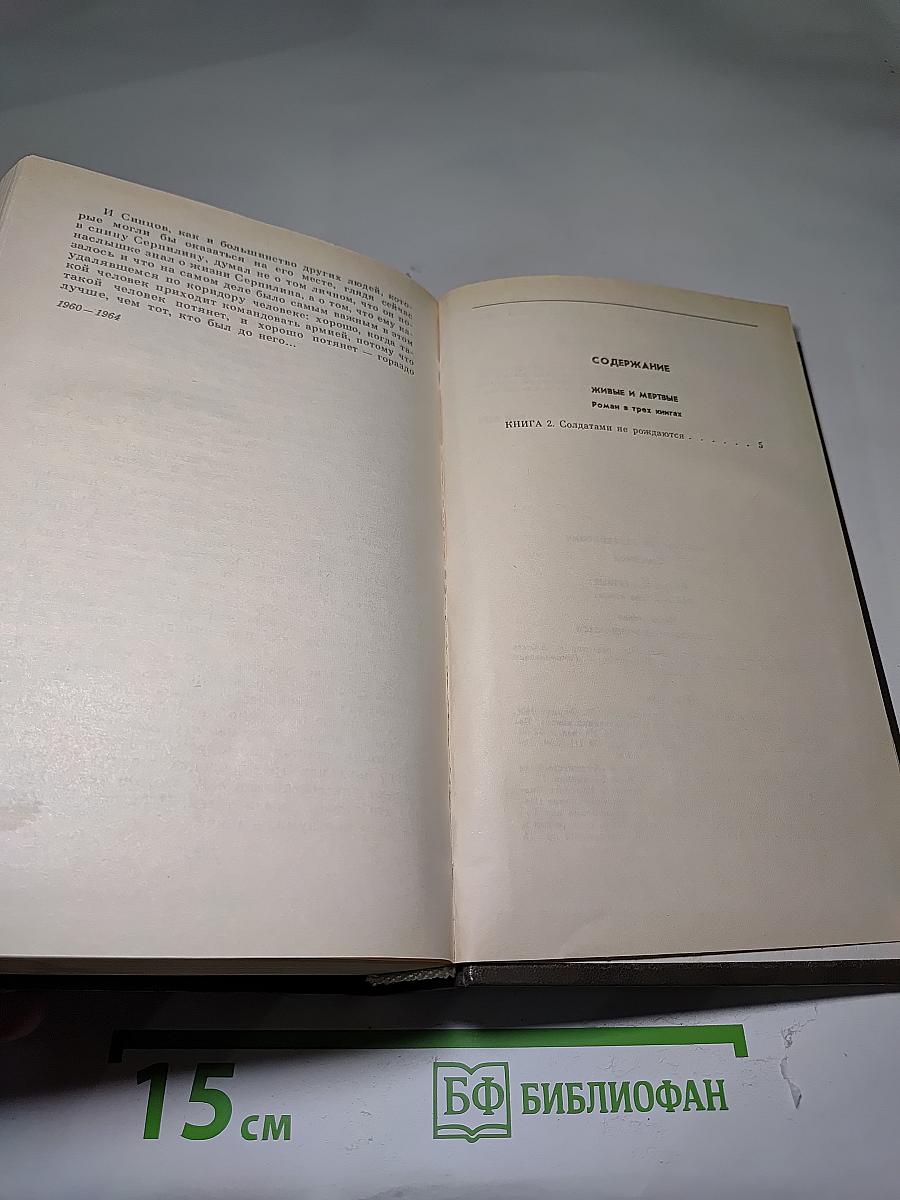 И Синцов, как и большинство других людей, кото-
рые могли бы оказаться на его месте, глядя сейчас
в спину Серпилину, думал не о том личном, что он по
наслышке знал о жизни Серпилина, а о том, что ему ка-
залось и что на самом деле было самым важным в этом
удалявшемся по коридору человеке: хорошо, когда та-
кой человек приходит командовать армией, потому что
такой человек потянет, и хорошо потянет — гораздо
лучше, чем тот, кто был до него...
1960—1964
СОДЕРЖАНИЕ
ЖИВЫЕ И МЕРТВЫЕ
Роман в трех книгах
КНИГА 2. Солдатами не рождаются . . . . . . 5
15 см
БФ БИБЛИОФАН